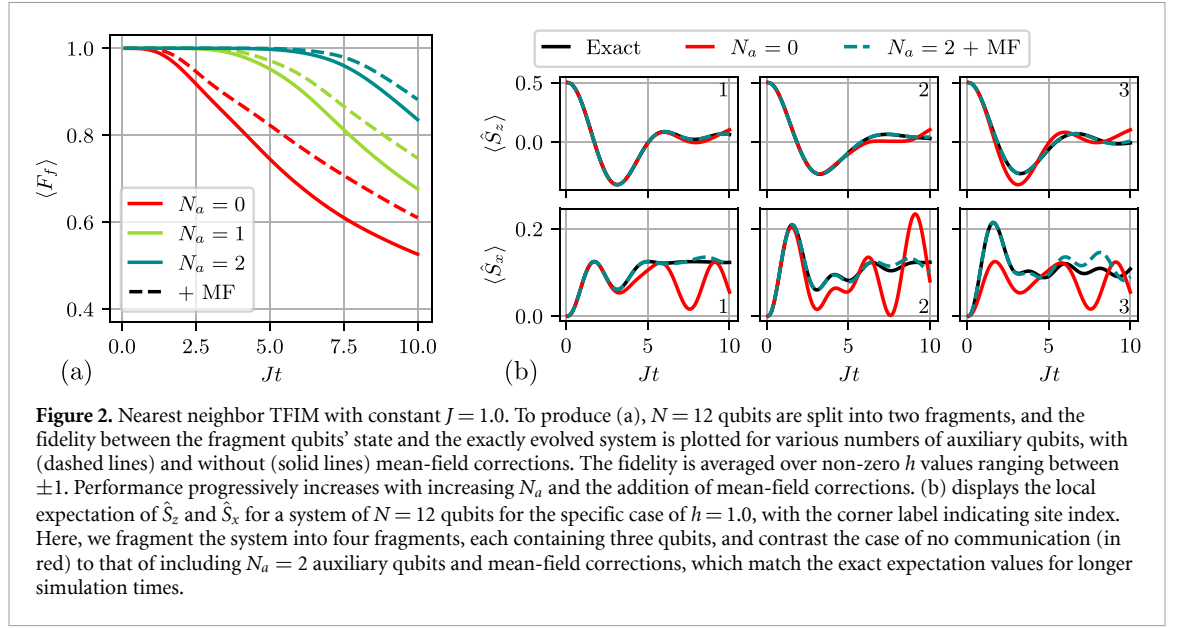 1.0
0.8
0.6
0.4
⟨F_f⟩
N_a = 0
N_a = 1
N_a = 2
+ MF
0.0 2.5 5.0 7.5 10.0
(a) Jt
Exact N_a = 0 N_a = 2 + MF
0.5
0.0
⟨Ŝ_z⟩
1 2 3
0.2
0.0
⟨Ŝ_x⟩
1 2 3
0 5 10 0 5 10 0 5 10
(b) Jt Jt Jt
Figure 2. Nearest neighbor TFIM with constant J = 1.0. To produce (a), N = 12 qubits are split into two fragments, and the
fidelity between the fragment qubits' state and the exactly evolved system is plotted for various numbers of auxiliary qubits, with
(dashed lines) and without (solid lines) mean-field corrections. The fidelity is averaged over non-zero h values ranging between
±1. Performance progressively increases with increasing N_a and the addition of mean-field corrections. (b) displays the local
expectation of Ŝ_z and Ŝ_x for a system of N = 12 qubits for the specific case of h = 1.0, with the corner label indicating site index.
Here, we fragment the system into four fragments, each containing three qubits, and contrast the case of no communication (in
red) to that of including N_a = 2 auxiliary qubits and mean-field corrections, which match the exact expectation values for longer
simulation times.